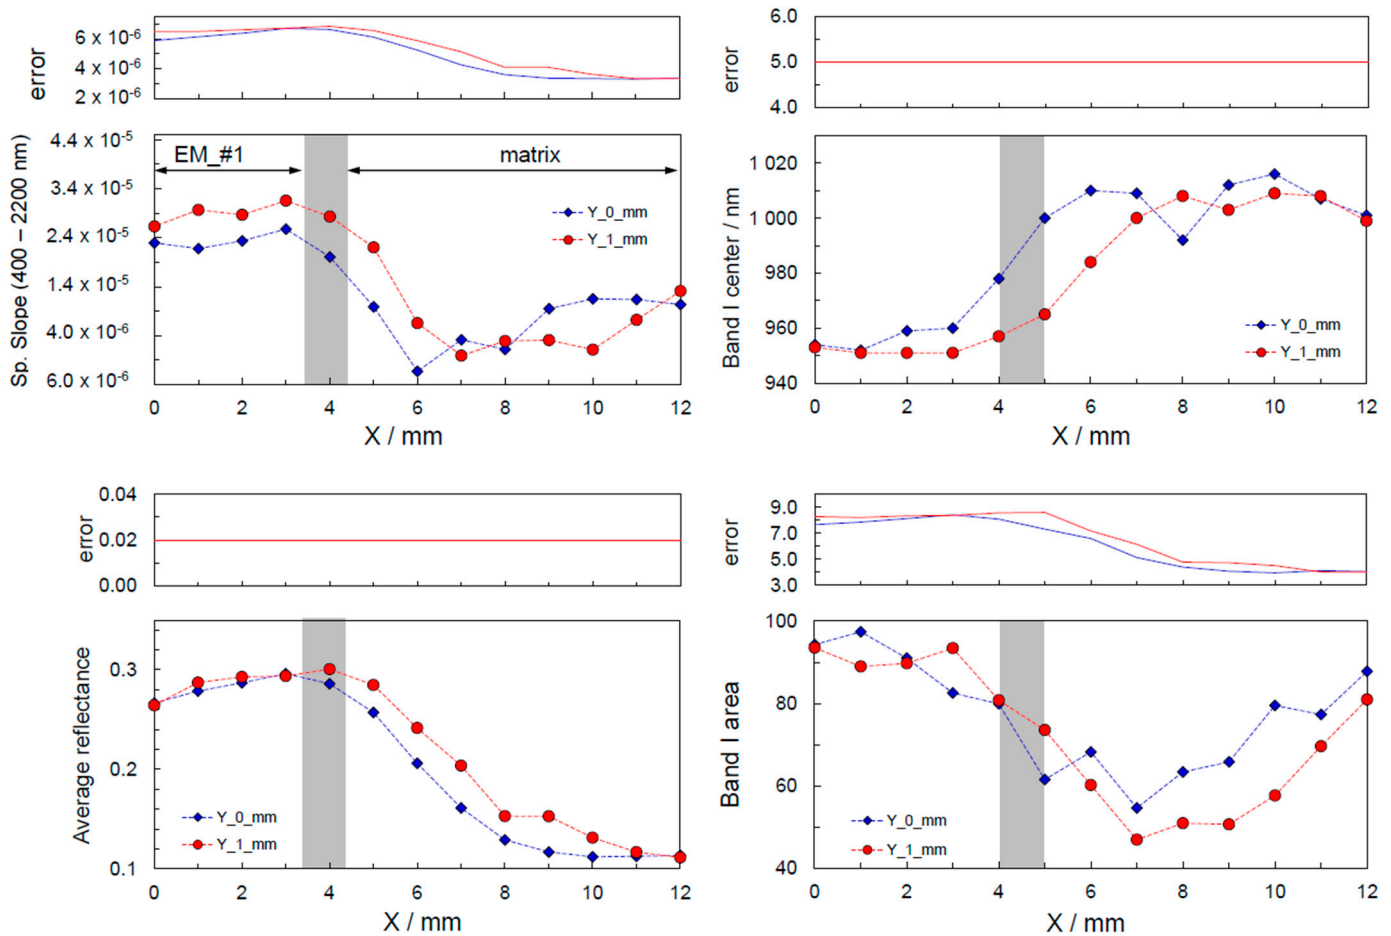 6 x 10-6
4 x 10-6
2 x 10-6
error
4.4 x 10-5
3.4 x 10-5
2.4 x 10-5
1.4 x 10-5
4.0 x 10-6
6.0 x 10-6
Sp. Slope (400 – 2200 nm)
EM_#1
matrix
Y_0_mm
Y_1_mm
0 2 4 6 8 10 12
X / mm
6.0
5.0
4.0
error
1 020
1 000
980
960
940
Band I center / nm
Y_0_mm
Y_1_mm
0 2 4 6 8 10 12
X / mm
0.04
0.02
0.00
error
0.3
0.2
0.1
Average reflectance
Y_0_mm
Y_1_mm
0 2 4 6 8 10 12
X / mm
9.0
7.0
5.0
3.0
error
100
80
60
40
Band I area
Y_0_mm
Y_1_mm
0 2 4 6 8 10 12
X / mm